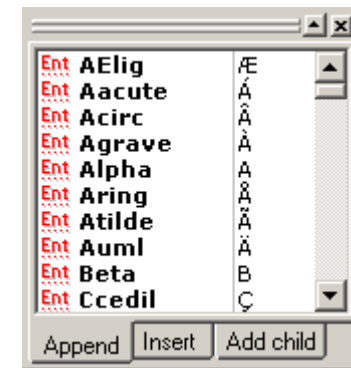 Ent AElig Æ
Ent Aacute Á
Ent Acirc Â
Ent Agrave À
Ent Alpha Α
Ent Aring Å
Ent Atilde Ã
Ent Auml Ä
Ent Beta Β
Ent Ccedil Ç
Append Insert Add child